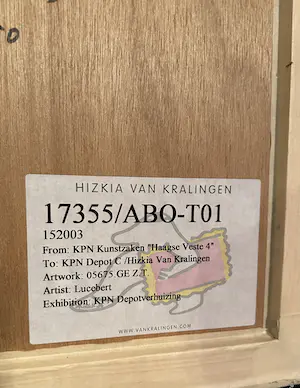 HIZKIA VAN KRALINGEN
17355/ABO-T01
152003
From: KPN Kunstzaken "Haagse Veste 4"
To: KPN Depot C /Hizkia Van Kralingen
Artwork: 05675 GE Z.T.
Artist: Lucebert
Exhibition: KPN Depotverhuizing
WWW.VANKRALINGEN.COM